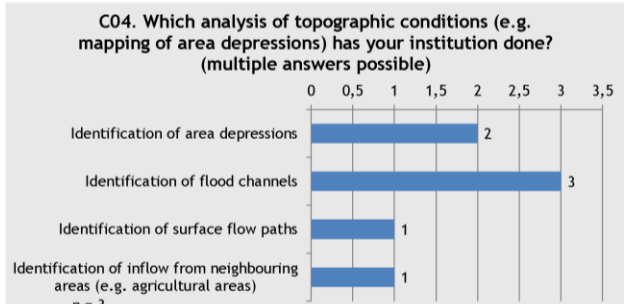 C04. Which analysis of topographic conditions (e.g.
mapping of area depressions) has your institution done?
(multiple answers possible)
0 0,5 1 1,5 2 2,5 3 3,5
Identification of area depressions 2
Identification of flood channels 3
Identification of surface flow paths 1
Identification of inflow from neighbouring
areas (e.g. agricultural areas) 1